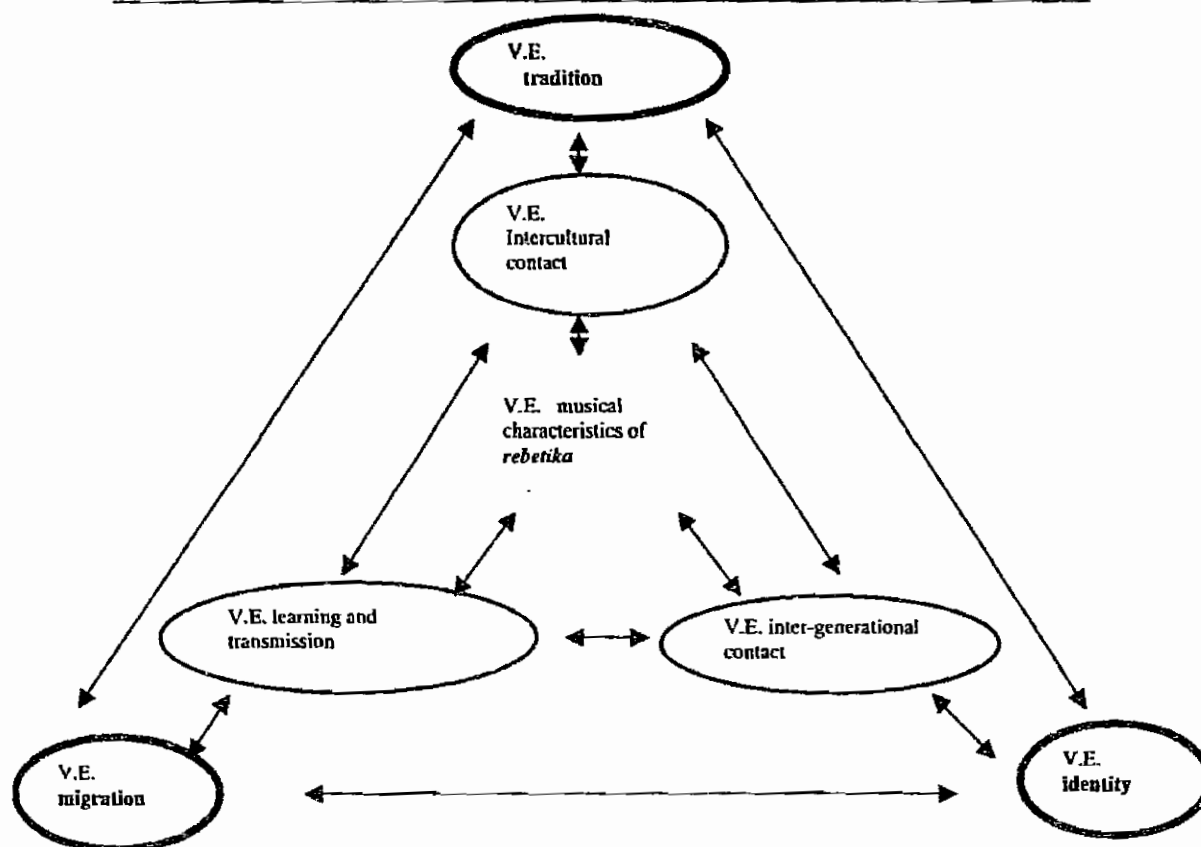 V.E.
tradition
V.E.
Intercultural
contact
V.E. musical
characteristics of
rebetika
V.E. learning and
transmission
V.E. inter-generational
contact
V.E.
migration
V.E.
identity